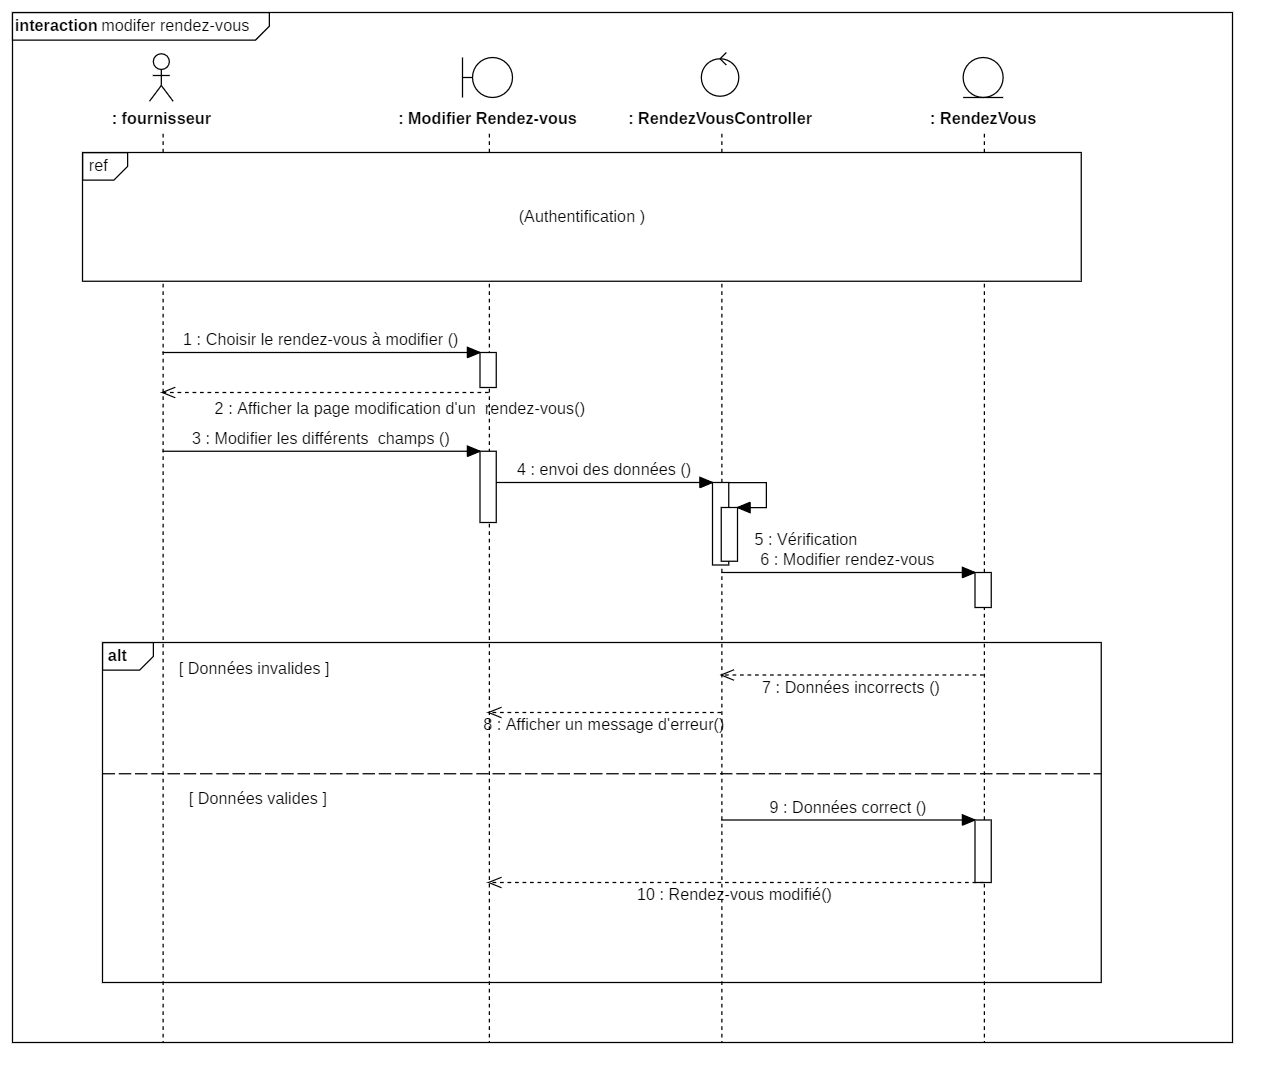 interaction modifer rendez-vous
: fournisseur
: Modifier Rendez-vous
: RendezVousController
: RendezVous
ref
(Authentification )
1 : Choisir le rendez-vous à modifier ()
2 : Afficher la page modification d'un  rendez-vous()
3 : Modifier les différents  champs ()
4 : envoi des données ()
5 : Vérification
6 : Modifier rendez-vous
alt
[ Données invalides ]
7 : Données incorrects ()
8 : Afficher un message d'erreur()
[ Données valides ]
9 : Données correct ()
10 : Rendez-vous modifié()